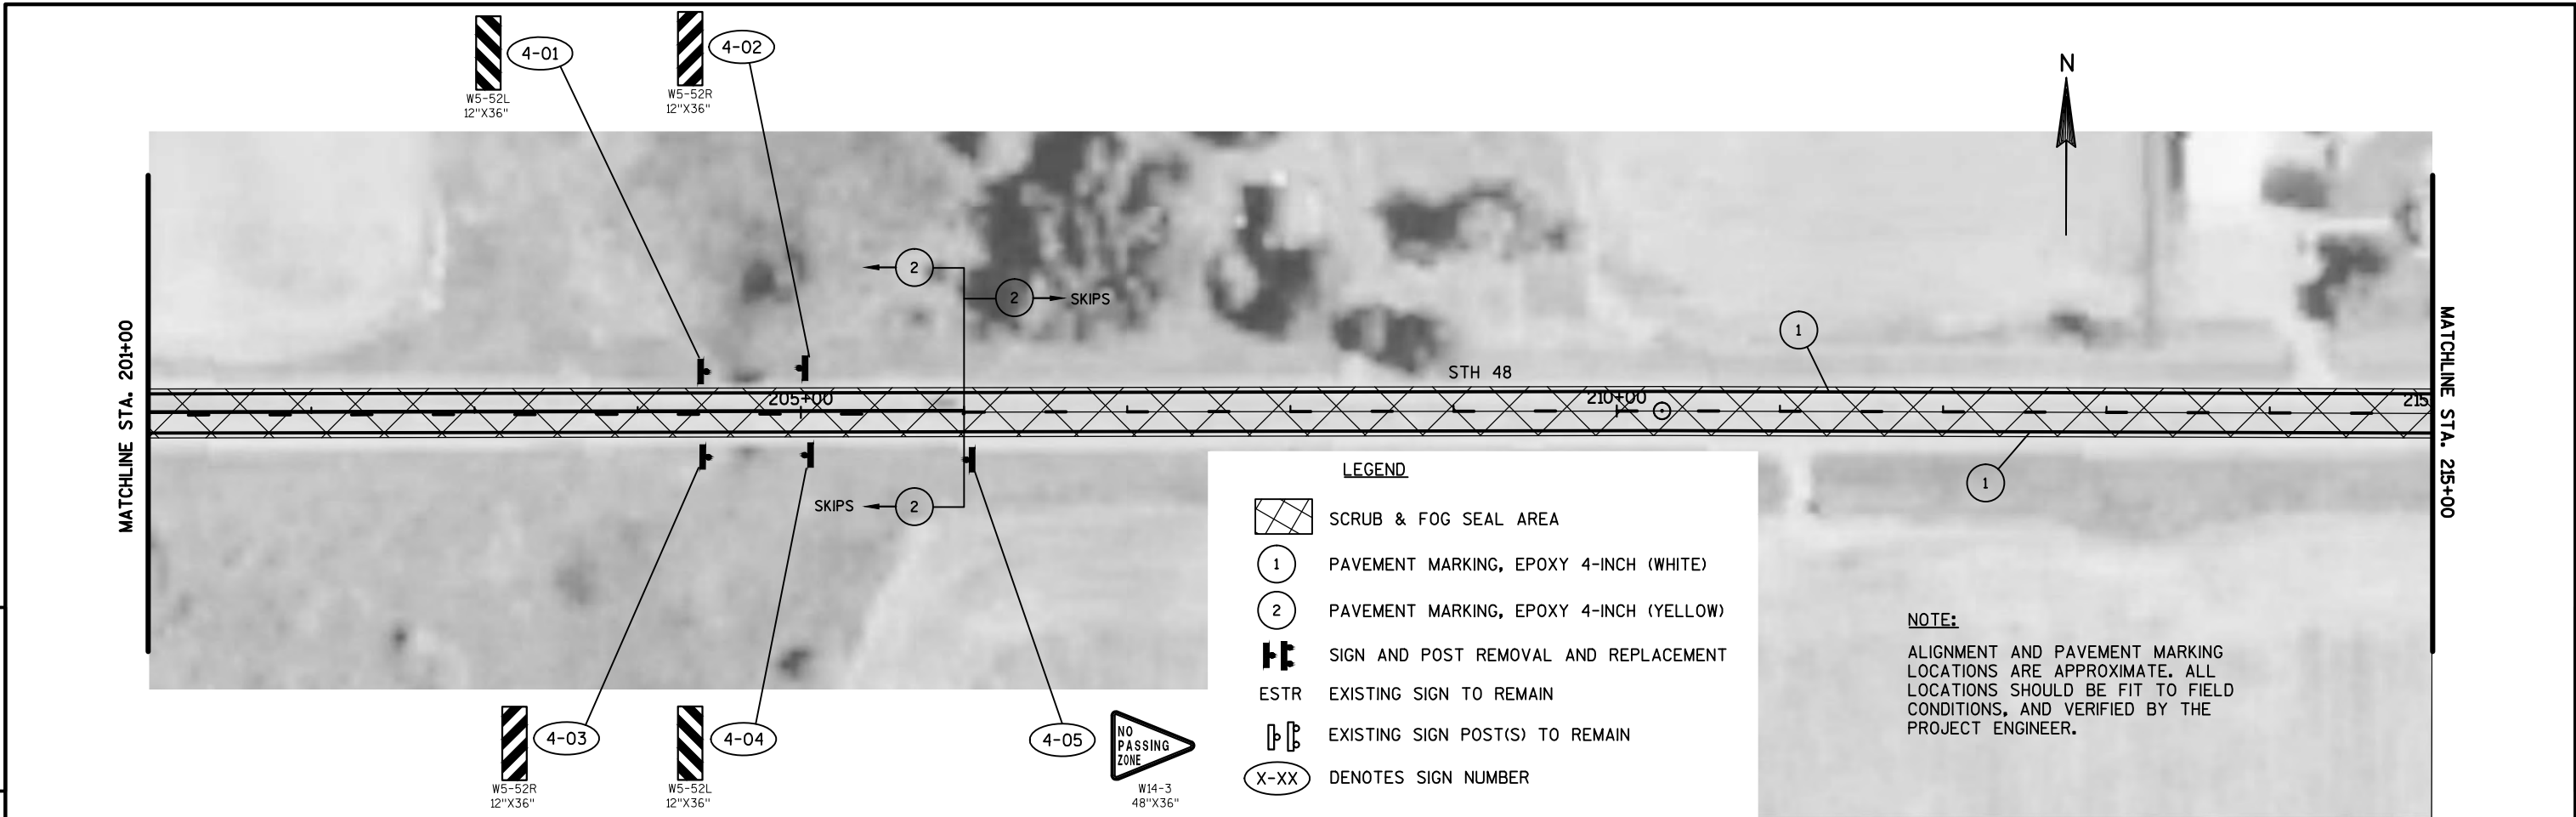 4-01
4-02
W5-52L
12"X36"
W5-52R
12"X36"
N
2
2
SKIPS
1
MATCHLINE STA. 201+00
MATCHLINE STA. 215+00
STH 48
205+00
210+00
215
SKIPS
2
1
4-03
W5-52R
12"X36"
4-04
W5-52L
12"X36"
4-05
NO
PASSING
ZONE
W14-3
48"X36"
LEGEND
SCRUB & FOG SEAL AREA
1 PAVEMENT MARKING, EPOXY 4-INCH (WHITE)
2 PAVEMENT MARKING, EPOXY 4-INCH (YELLOW)
SIGN AND POST REMOVAL AND REPLACEMENT
ESTR EXISTING SIGN TO REMAIN
EXISTING SIGN POST(S) TO REMAIN
X-XX DENOTES SIGN NUMBER
NOTE:
ALIGNMENT AND PAVEMENT MARKING
LOCATIONS ARE APPROXIMATE. ALL
LOCATIONS SHOULD BE FIT TO FIELD
CONDITIONS, AND VERIFIED BY THE
PROJECT ENGINEER.